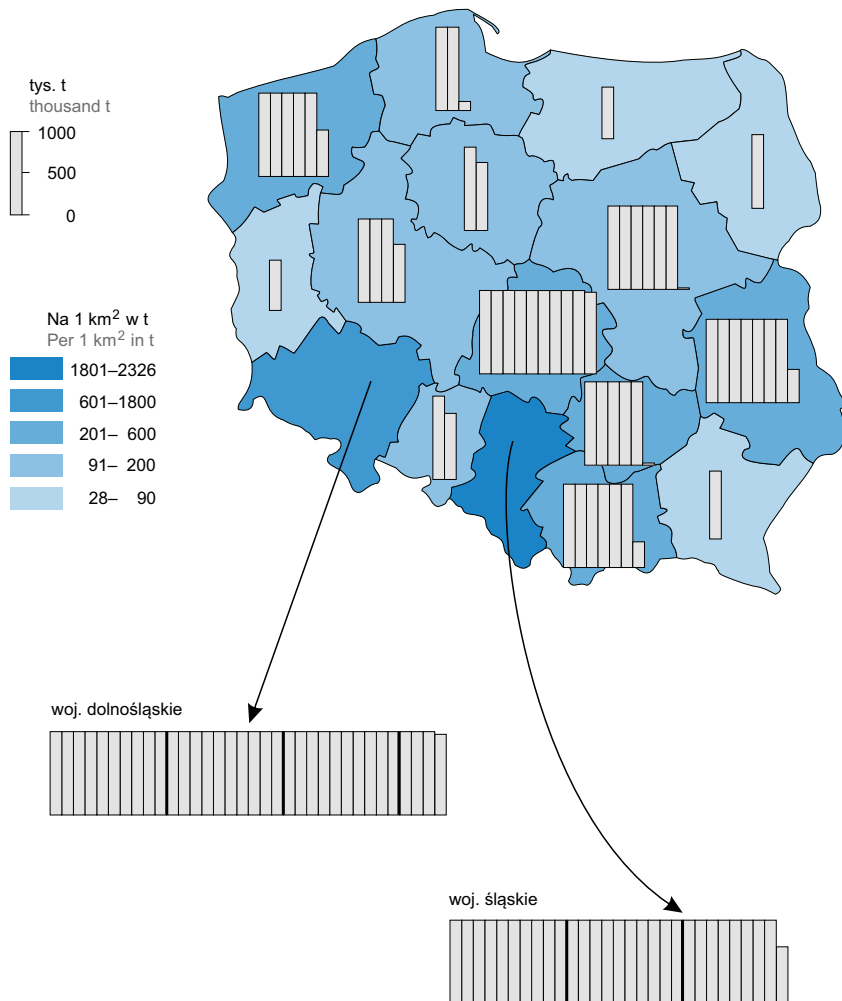 tys. t
thousand t
1000
500
0
Na 1 km² w t
Per 1 km² in t
1801–2326
601–1800
201– 600
91– 200
28– 90
woj. dolnośląskie
woj. śląskie